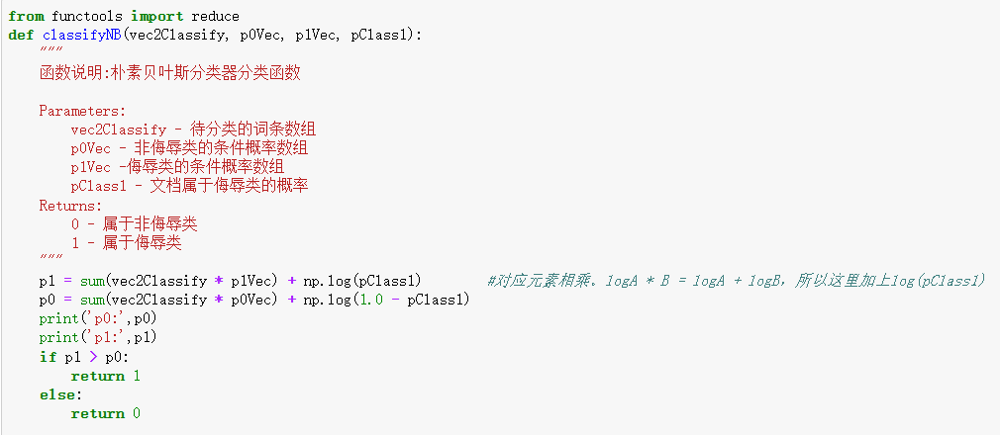 from functools import reduce
def classifyNB(vec2Classify, p0Vec, p1Vec, pClass1):
    """
    函数说明:朴素贝叶斯分类器分类函数

    Parameters:
        vec2Classify - 待分类的词条数组
        p0Vec - 非侮辱类的条件概率数组
        p1Vec -侮辱类的条件概率数组
        pClass1 - 文档属于侮辱类的概率
    Returns:
        0 - 属于非侮辱类
        1 - 属于侮辱类
    """
    p1 = sum(vec2Classify * p1Vec) + np.log(pClass1)        #对应元素相乘。logA * B = logA + logB，所以这里加上log(pClass1)
    p0 = sum(vec2Classify * p0Vec) + np.log(1.0 - pClass1)
    print('p0:',p0)
    print('p1:',p1)
    if p1 > p0:
        return 1
    else:
        return 0